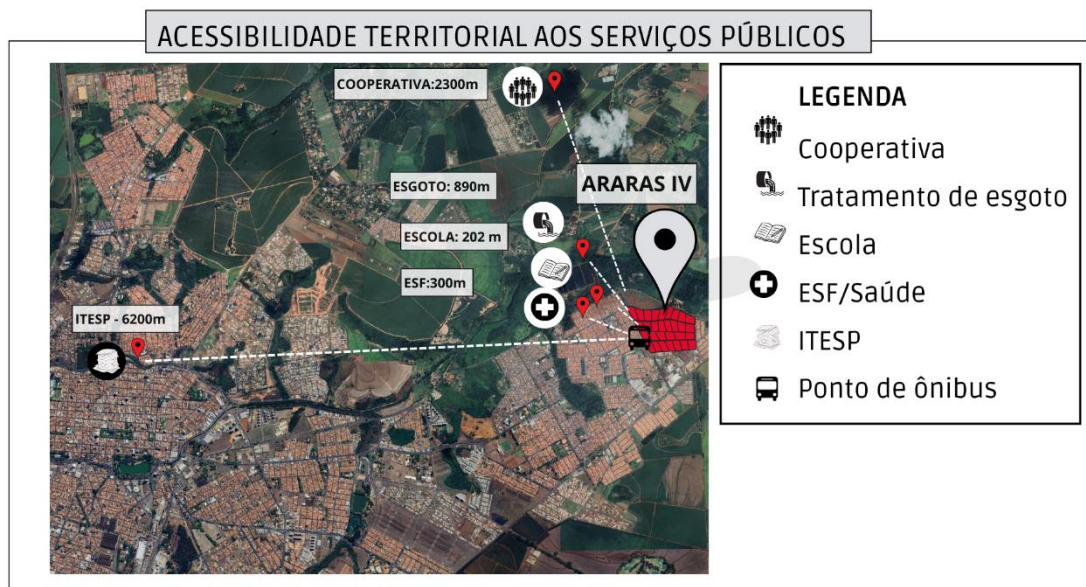 ACESSIBILIDADE TERRITORIAL AOS SERVIÇOS PÚBLICOS
COOPERATIVA:2300m
ARARAS IV
ESGOTO: 890m
ESCOLA: 202 m
ESF:300m
ITESP - 6200m
LEGENDA
Cooperativa
Tratamento de esgoto
Escola
ESF/Saúde
ITESP
Ponto de ônibus